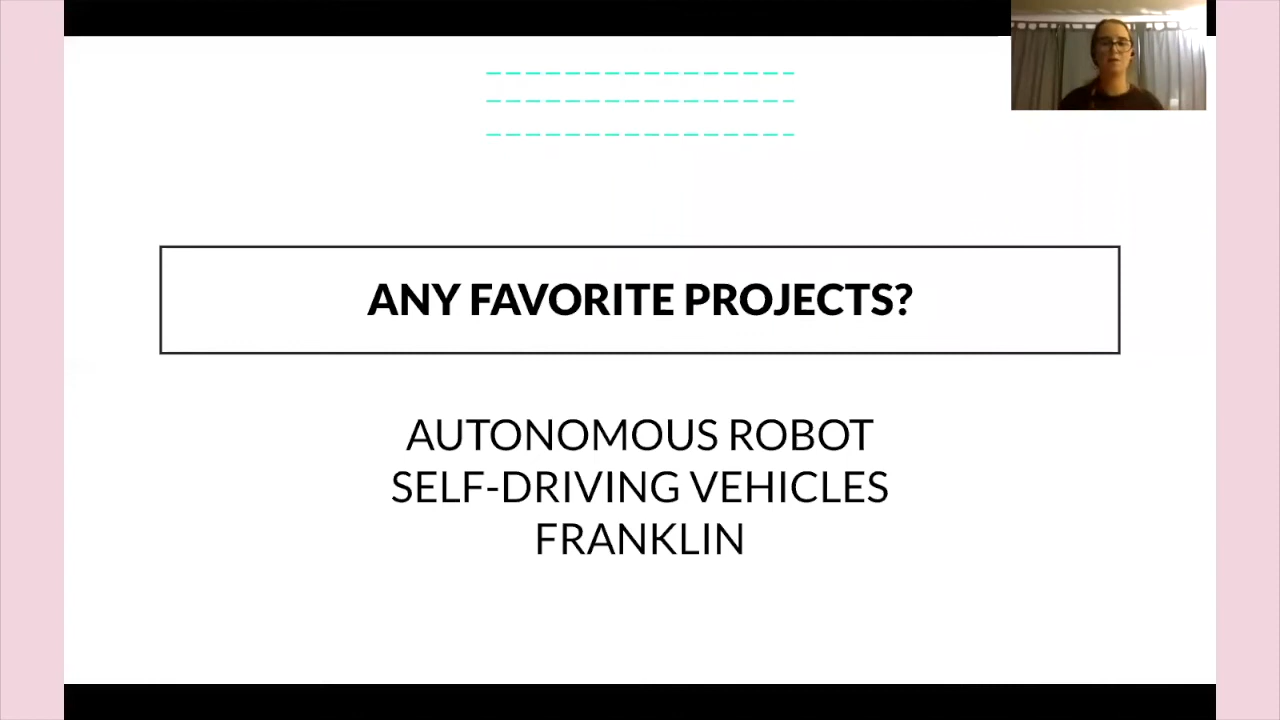 ANY FAVORITE PROJECTS?
AUTONOMOUS ROBOT
SELF-DRIVING VEHICLES
FRANKLIN